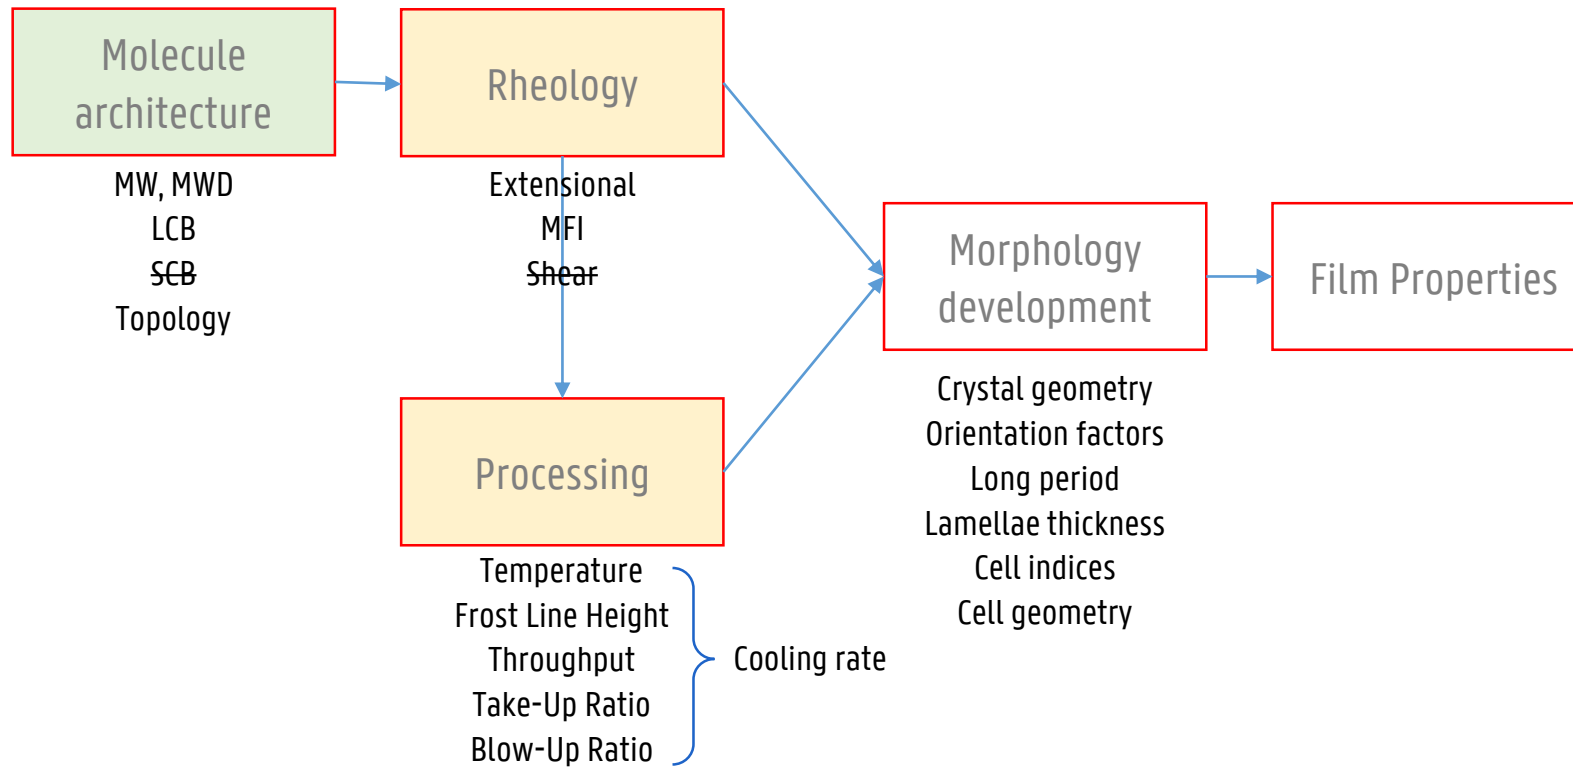 Molecule
architecture
MW, MWD
LCB
SCB
Topology
Rheology
Extensional
MFI
Shear
Processing
Temperature
Frost Line Height
Throughput
Take-Up Ratio
Blow-Up Ratio
Cooling rate
Morphology
development
Crystal geometry
Orientation factors
Long period
Lamellae thickness
Cell indices
Cell geometry
Film Properties